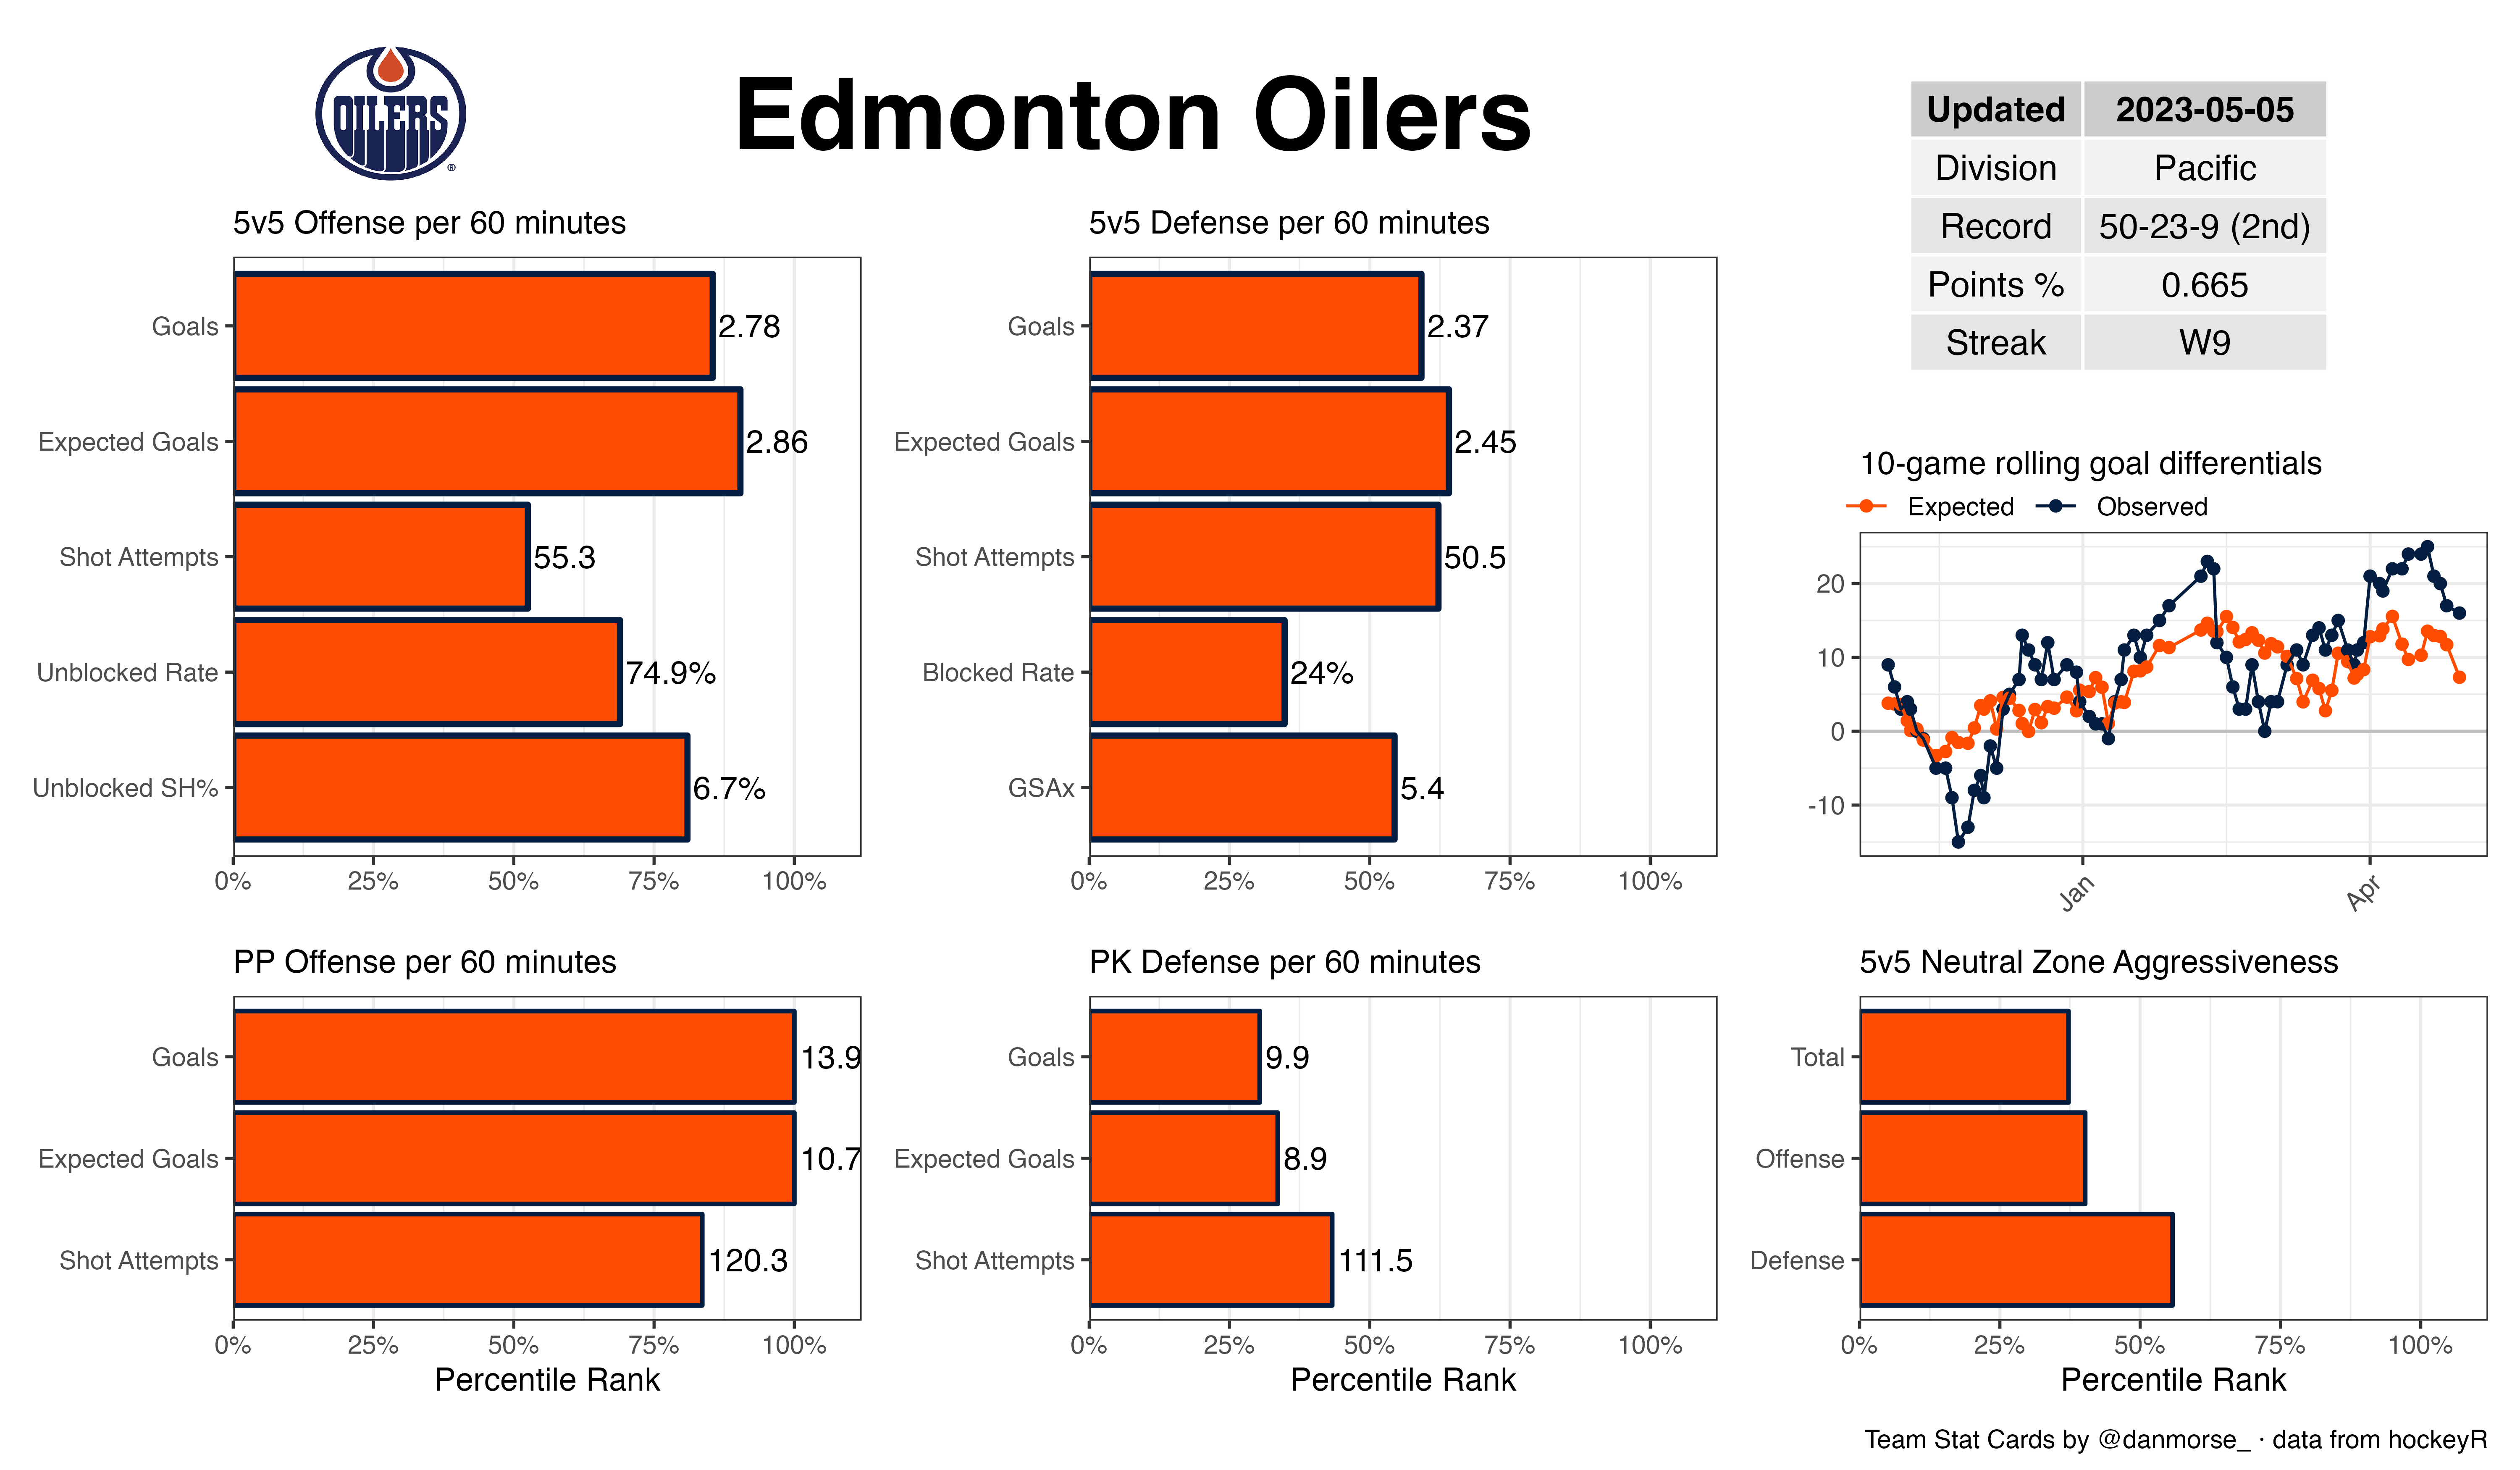 OILERS
®
Edmonton Oilers
Updated 2023-05-05
Division Pacific
Record 50-23-9 (2nd)
Points % 0.665
Streak W9
5v5 Offense per 60 minutes
Goals 2.78
Expected Goals 2.86
Shot Attempts 55.3
Unblocked Rate 74.9%
Unblocked SH% 6.7%
0% 25% 50% 75% 100%
5v5 Defense per 60 minutes
Goals 2.37
Expected Goals 2.45
Shot Attempts 50.5
Blocked Rate 24%
GSAx 5.4
0% 25% 50% 75% 100%
10-game rolling goal differentials
Expected Observed
20
10
0
-10
Jan Apr
PP Offense per 60 minutes
Goals 13.9
Expected Goals 10.7
Shot Attempts 120.3
0% 25% 50% 75% 100%
Percentile Rank
PK Defense per 60 minutes
Goals 9.9
Expected Goals 8.9
Shot Attempts 111.5
0% 25% 50% 75% 100%
Percentile Rank
5v5 Neutral Zone Aggressiveness
Total
Offense
Defense
0% 25% 50% 75% 100%
Percentile Rank
Team Stat Cards by @danmorse_ · data from hockeyR